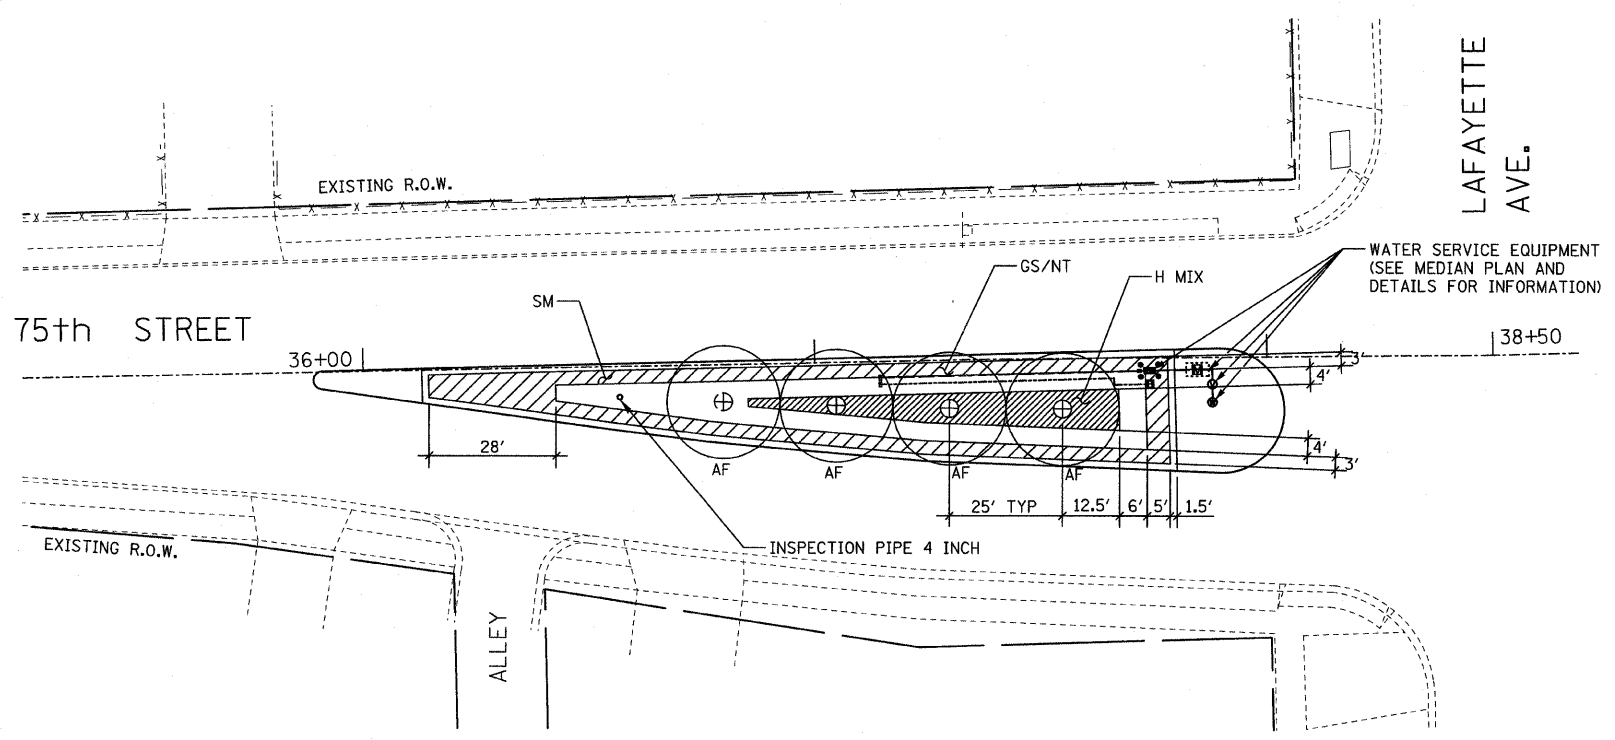 LAFAYETTE
AVE.
EXISTING R.O.W.
WATER SERVICE EQUIPMENT
(SEE MEDIAN PLAN AND
DETAILS FOR INFORMATION)
GS/NT
H MIX
SM
75th STREET
36+00
38+50
3'
M
4'
28'
AF
AF
AF
AF
4'
3'
25' TYP
12.5'
6'
5'
1.5'
INSPECTION PIPE 4 INCH
EXISTING R.O.W.
ALLEY